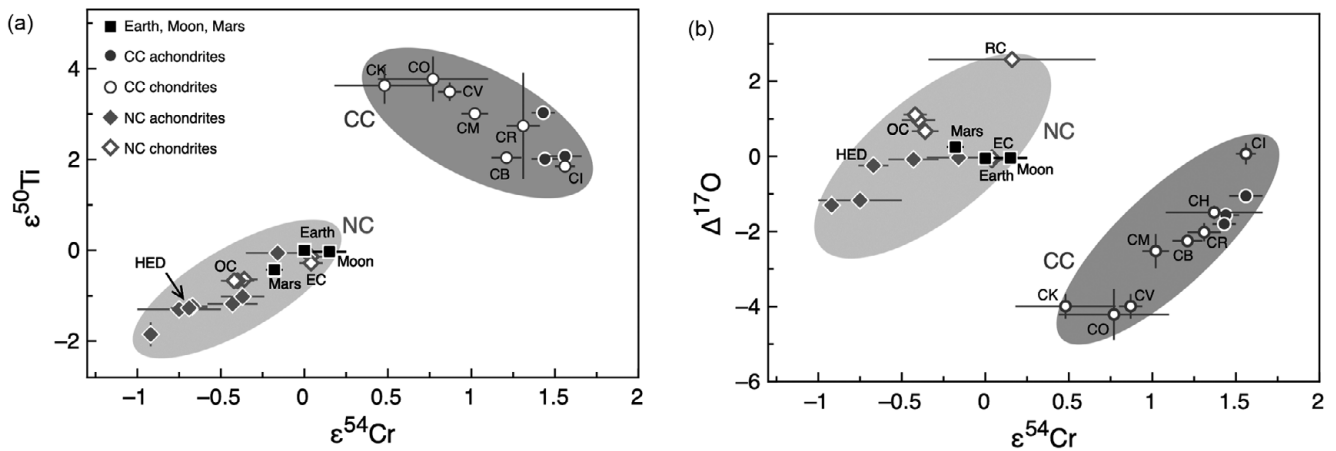 (a)
Earth, Moon, Mars
CC achondrites
CC chondrites
NC achondrites
NC chondrites
CK
CO
CV
CC
CM
CR
CB
CI
NC
Earth
HED
OC
Mars
EC
Moon
4
2
0
−2
ε⁵⁰Ti
−1
−0.5
0
0.5
1
1.5
2
ε⁵⁴Cr
(b)
RC
OC
Mars
NC
HED
EC
Earth
Moon
CI
CH
CM
CB
CR
CC
CK
CV
CO
2
0
−2
−4
−6
Δ¹⁷O
−1
−0.5
0
0.5
1
1.5
2
ε⁵⁴Cr